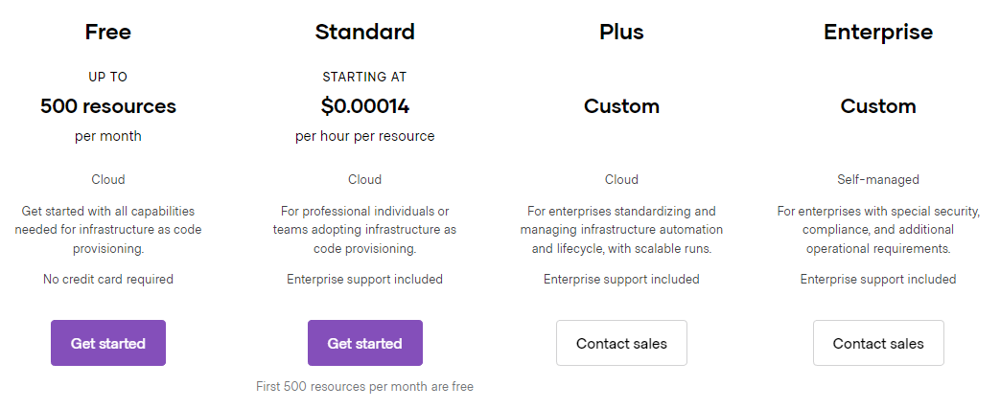 Free
UP TO
500 resources
per month
Cloud
Get started with all capabilities
needed for infrastructure as code
provisioning.
No credit card required
Get started
Standard
STARTING AT
$0.00014
per hour per resource
Cloud
For professional individuals or
teams adopting infrastructure as
code provisioning.
Enterprise support included
Get started
First 500 resources per month are free
Plus
Custom
Cloud
For enterprises standardizing and
managing infrastructure automation
and lifecycle, with scalable runs.
Enterprise support included
Contact sales
Enterprise
Custom
Self-managed
For enterprises with special security,
compliance, and additional
operational requirements.
Enterprise support included
Contact sales